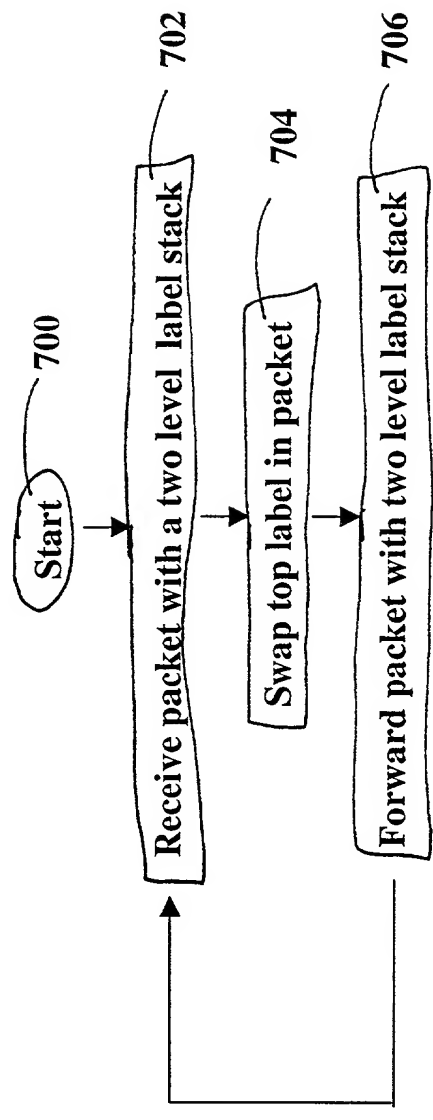 Start
700
Receive packet with a two level label stack
702
Swap top label in packet
704
Forward packet with two level label stack
706